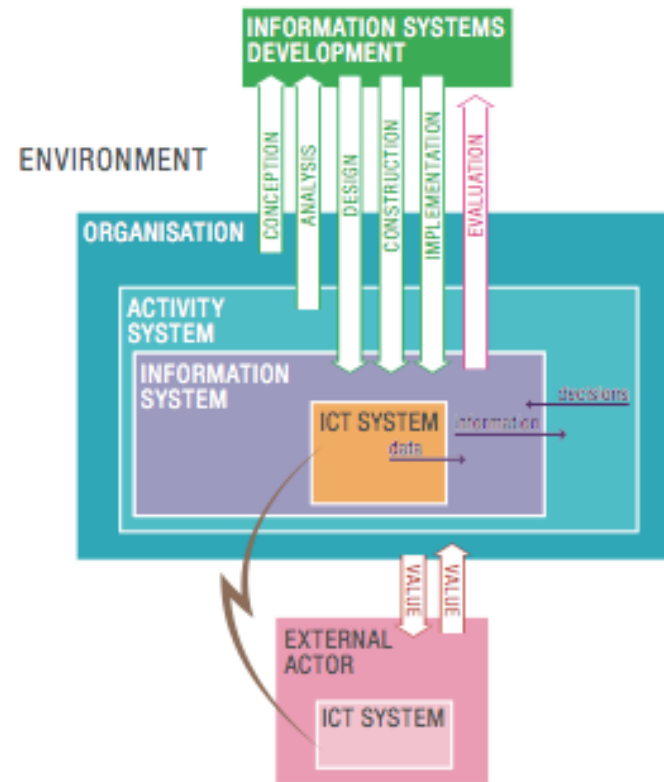 INFORMATION SYSTEMS
DEVELOPMENT
ENVIRONMENT
CONCEPTION
ANALYSIS
DESIGN
CONSTRUCTION
IMPLEMENTATION
EVALUATION
ORGANISATION
ACTIVITY
SYSTEM
INFORMATION
SYSTEM
decisions
ICT SYSTEM
information
data
VALUE
VALUE
EXTERNAL
ACTOR
ICT SYSTEM